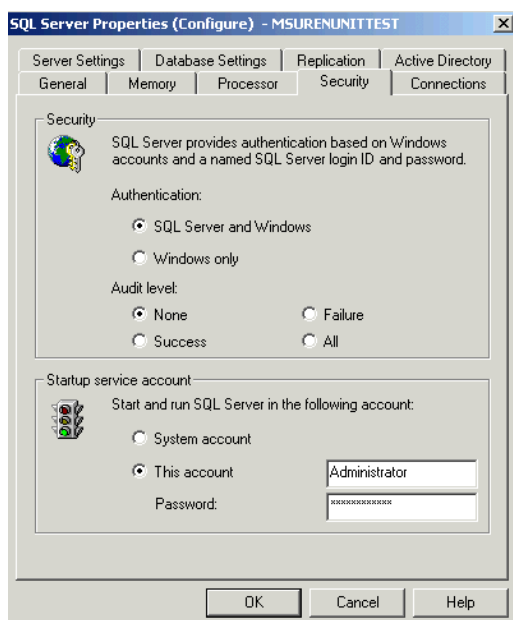 SQL Server Properties (Configure) - MSURENUNITTEST
Server Settings Database Settings Replication Active Directory
General Memory Processor Security Connections
Security
SQL Server provides authentication based on Windows
accounts and a named SQL Server login ID and password.
Authentication:
SQL Server and Windows
Windows only
Audit level:
None Failure
Success All
Startup service account
Start and run SQL Server in the following account:
System account
This account Administrator
Password: ************
OK Cancel Help